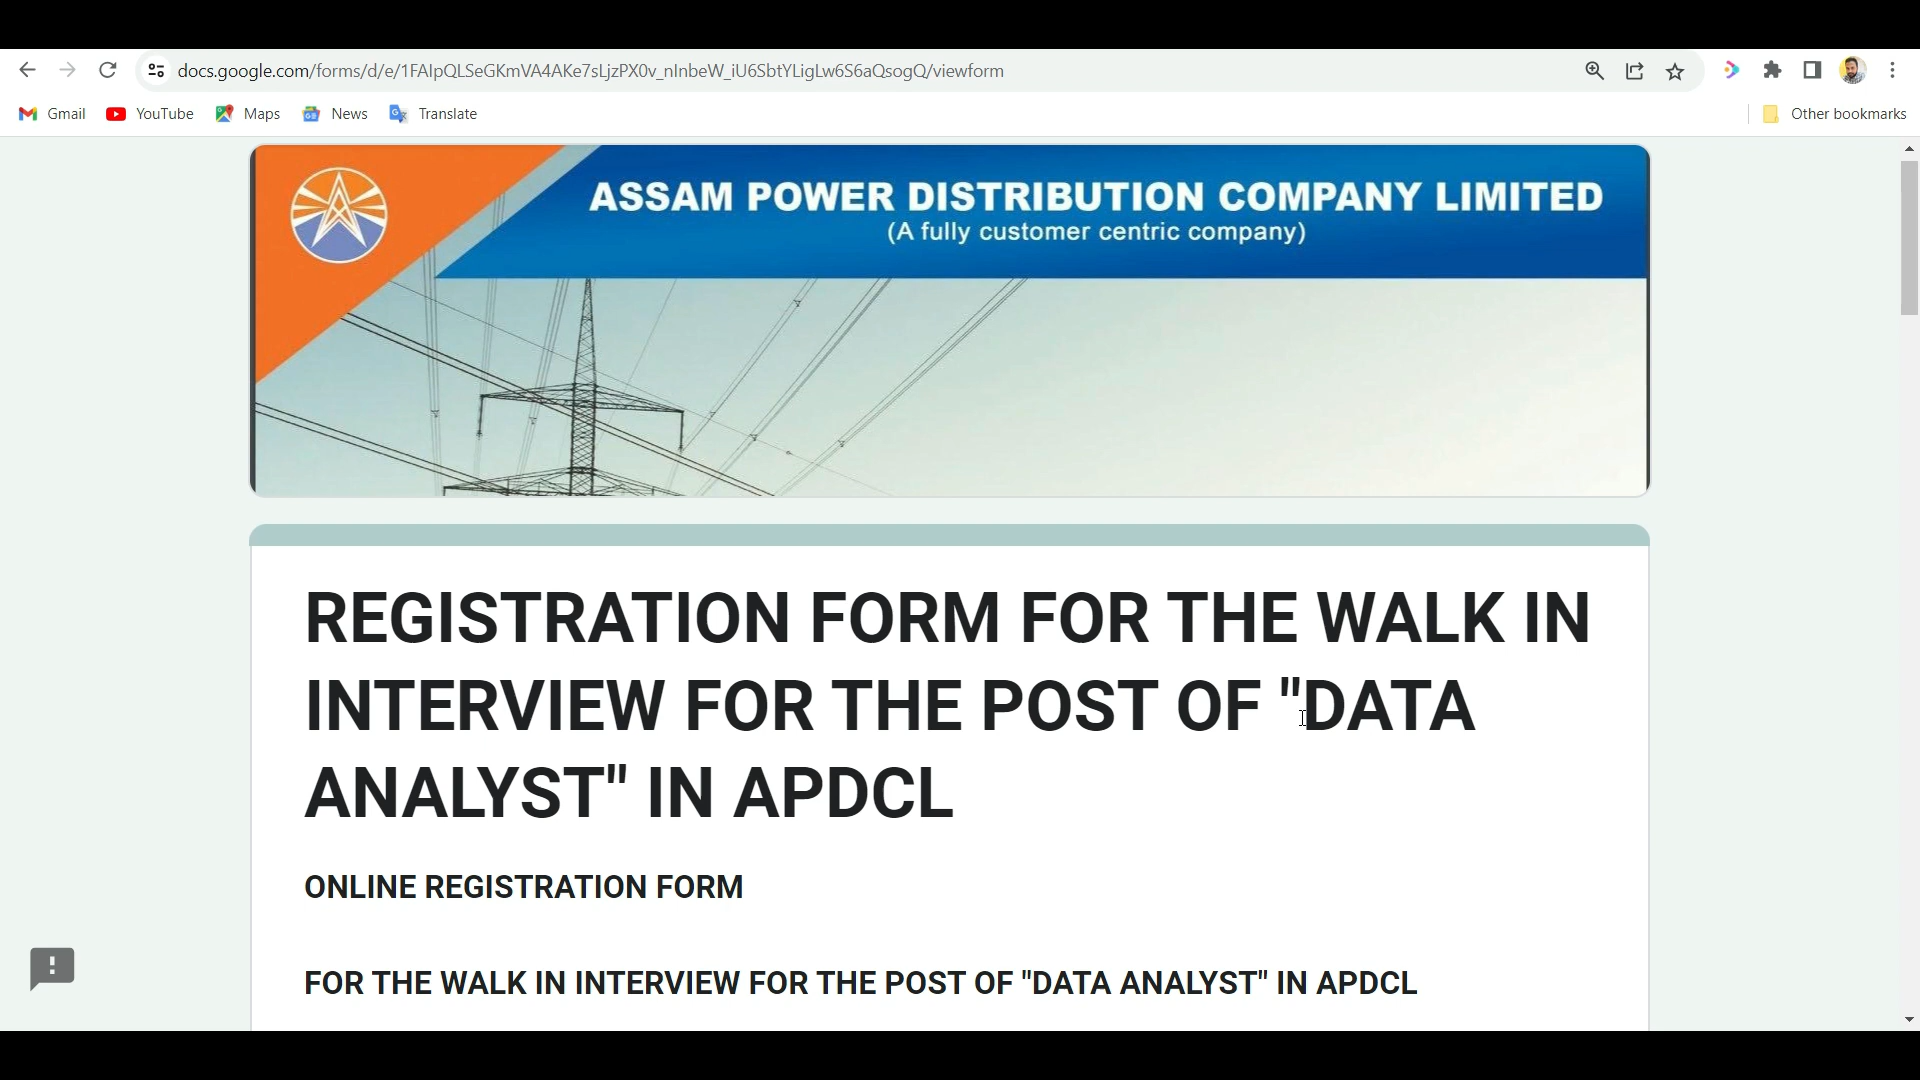 docs.google.com/forms/d/e/1FAIpQLSeGKmVA4AKe7sLjzPX0v_nInbeW_iU6SbtYLigLw6S6aQsogQ/viewform
Gmail YouTube Maps News Translate Other bookmarks
ASSAM POWER DISTRIBUTION COMPANY LIMITED
(A fully customer centric company)
REGISTRATION FORM FOR THE WALK IN
INTERVIEW FOR THE POST OF "DATA
ANALYST" IN APDCL
ONLINE REGISTRATION FORM
FOR THE WALK IN INTERVIEW FOR THE POST OF "DATA ANALYST" IN APDCL